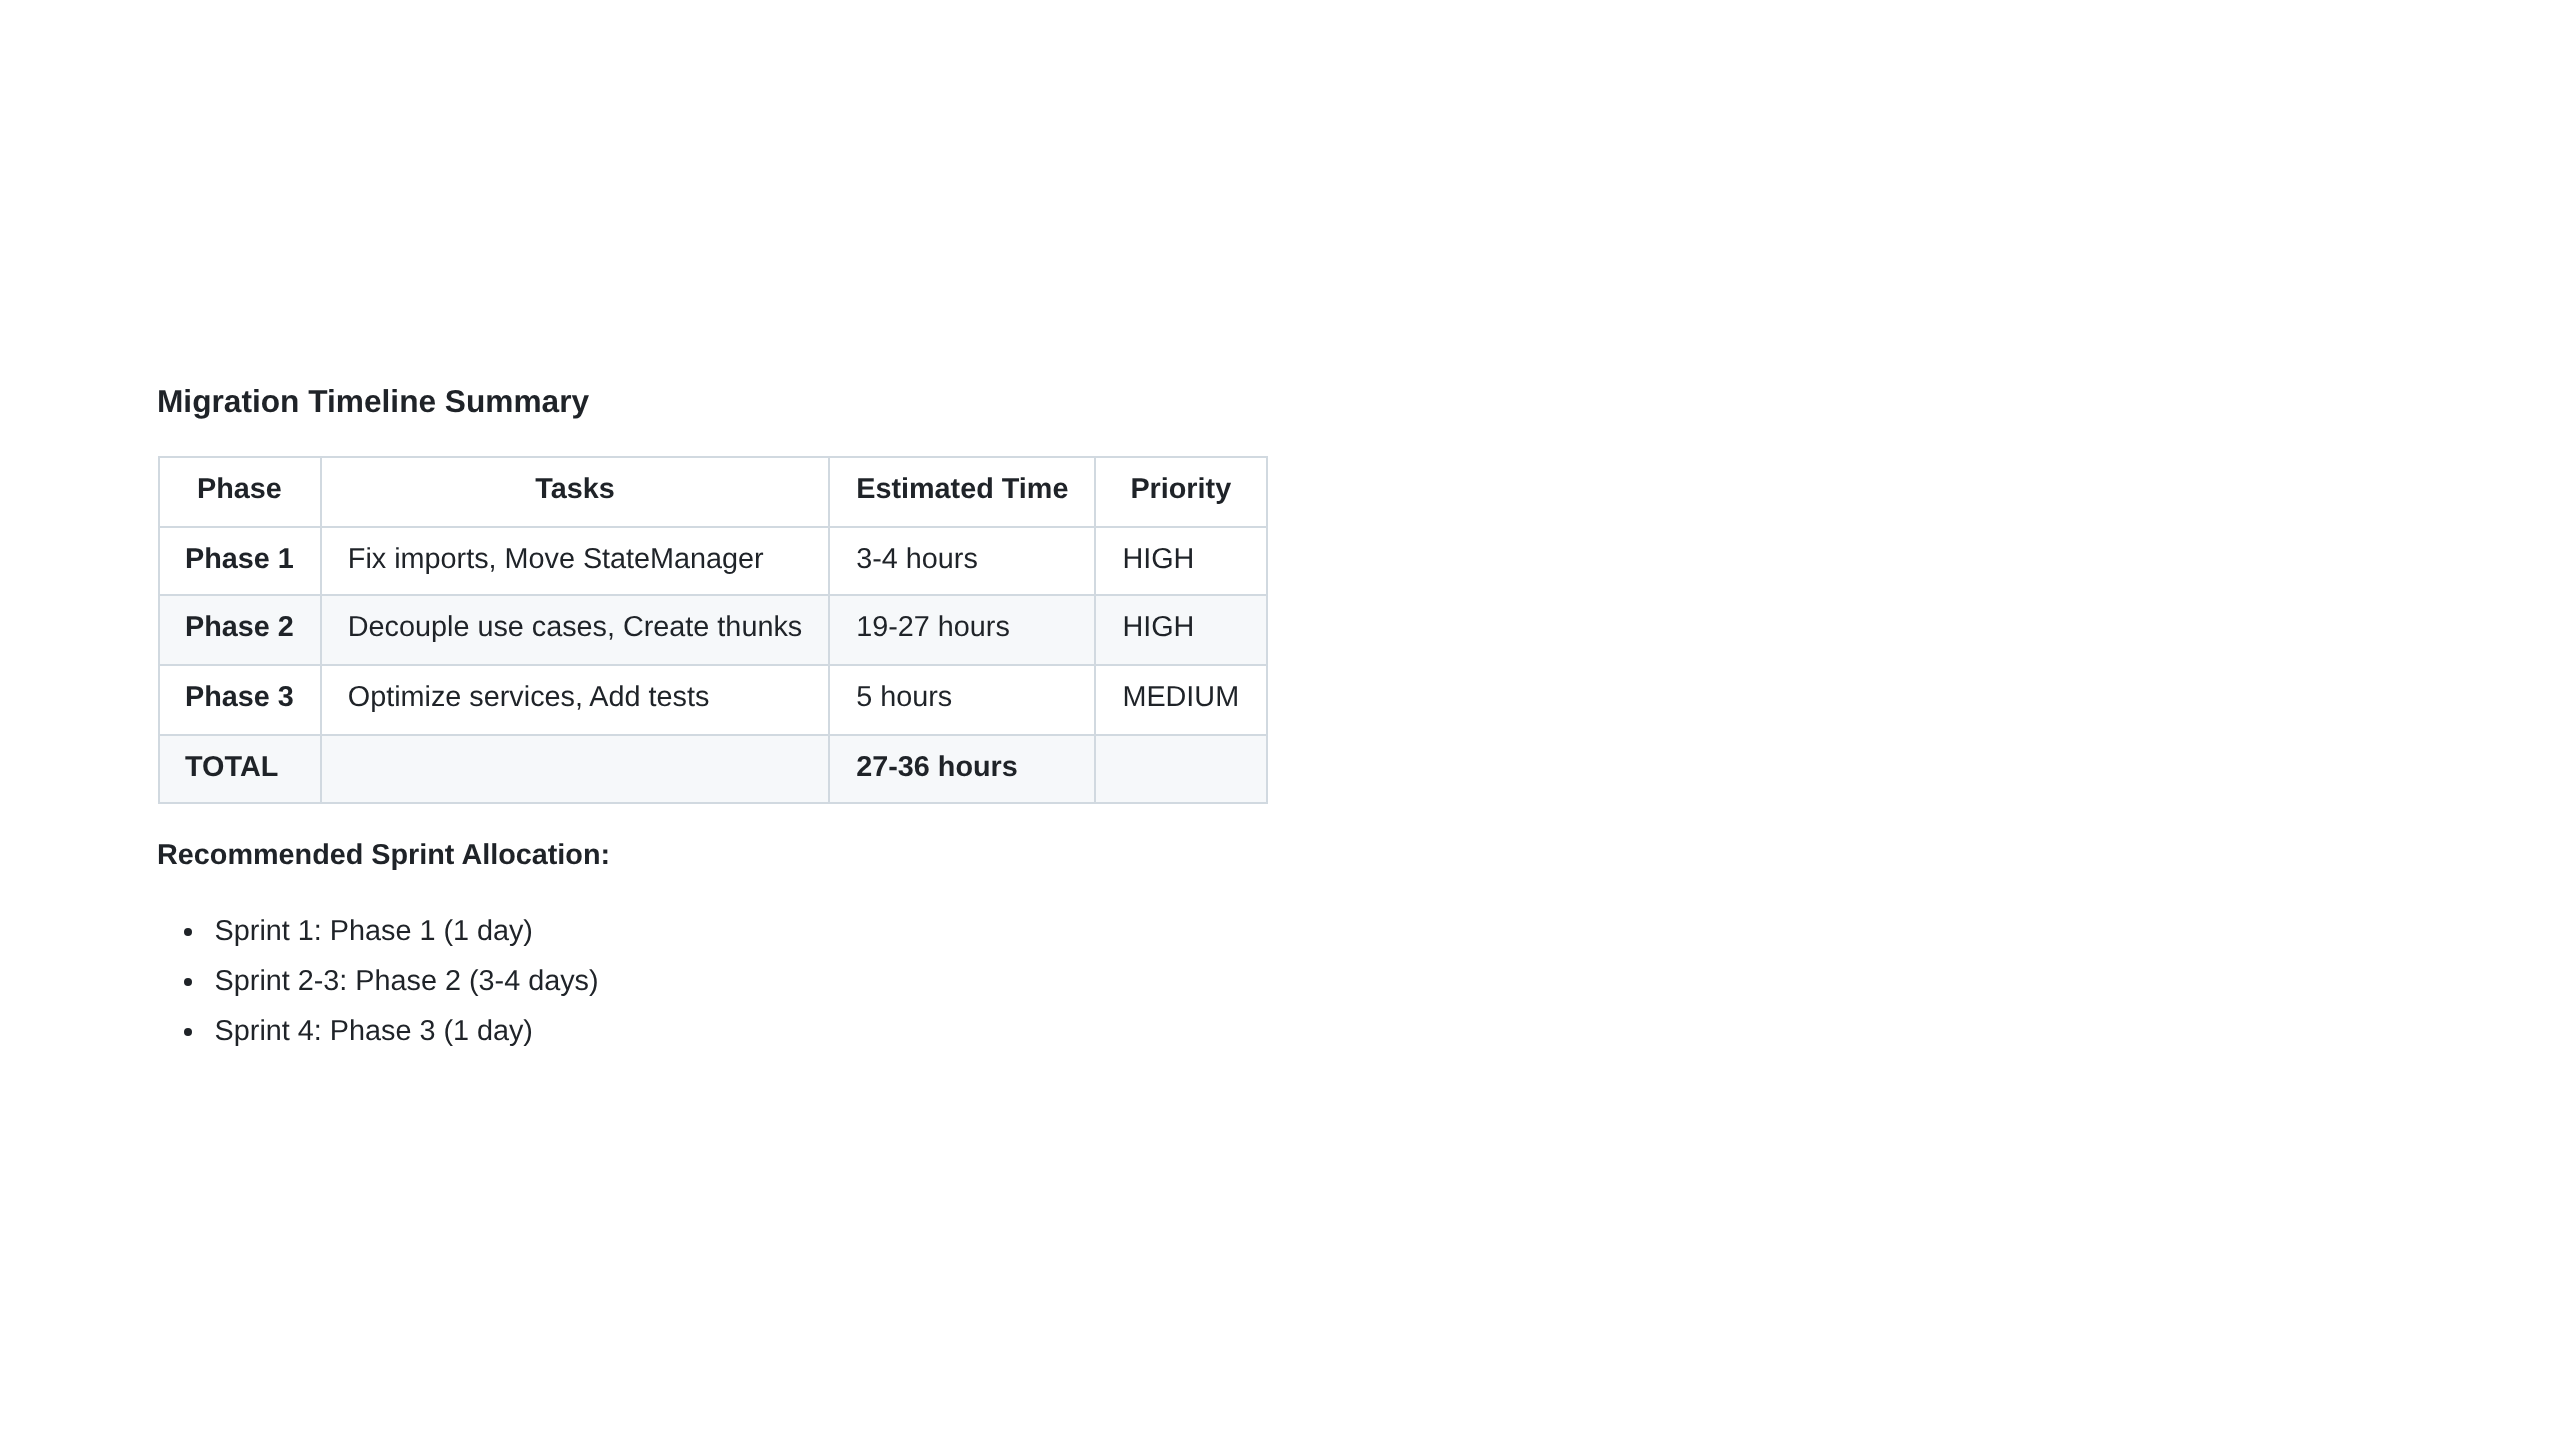 Migration Timeline Summary
Phase Tasks Estimated Time Priority
Phase 1 Fix imports, Move StateManager 3-4 hours HIGH
Phase 2 Decouple use cases, Create thunks 19-27 hours HIGH
Phase 3 Optimize services, Add tests 5 hours MEDIUM
TOTAL 27-36 hours
Recommended Sprint Allocation:
• Sprint 1: Phase 1 (1 day)
• Sprint 2-3: Phase 2 (3-4 days)
• Sprint 4: Phase 3 (1 day)